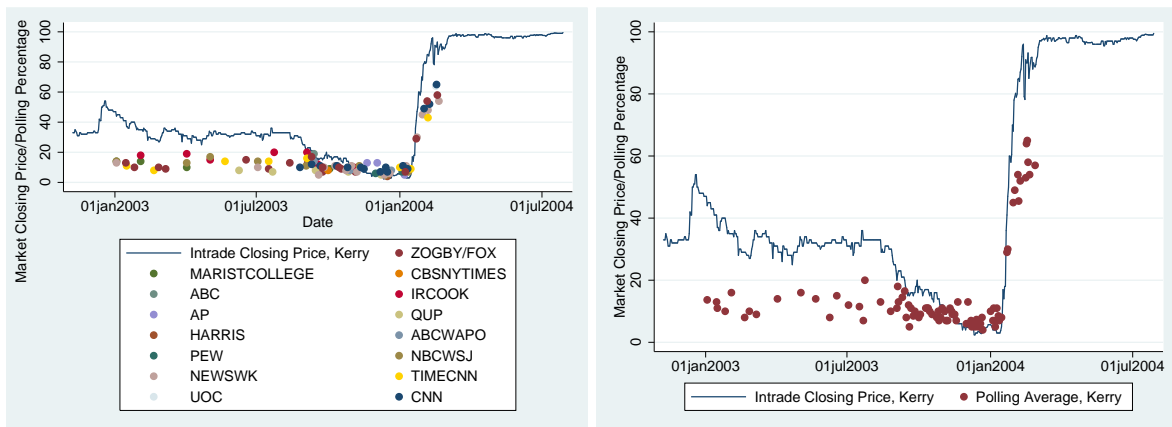 Market Closing Price/Polling Percentage
100
80
60
40
20
0
01jan2003 01jul2003 01jan2004 01jul2004
Date
Intrade Closing Price, Kerry ZOGBY/FOX
MARISTCOLLEGE CBSNYTIMES
ABC IRCOOK
AP QUP
HARRIS ABCWAPO
PEW NBCWSJ
NEWSWK TIMECNN
UOC CNN
Market Closing Price/Polling Percentage
100
80
60
40
20
0
01jan2003 01jul2003 01jan2004 01jul2004
Intrade Closing Price, Kerry Polling Average, Kerry